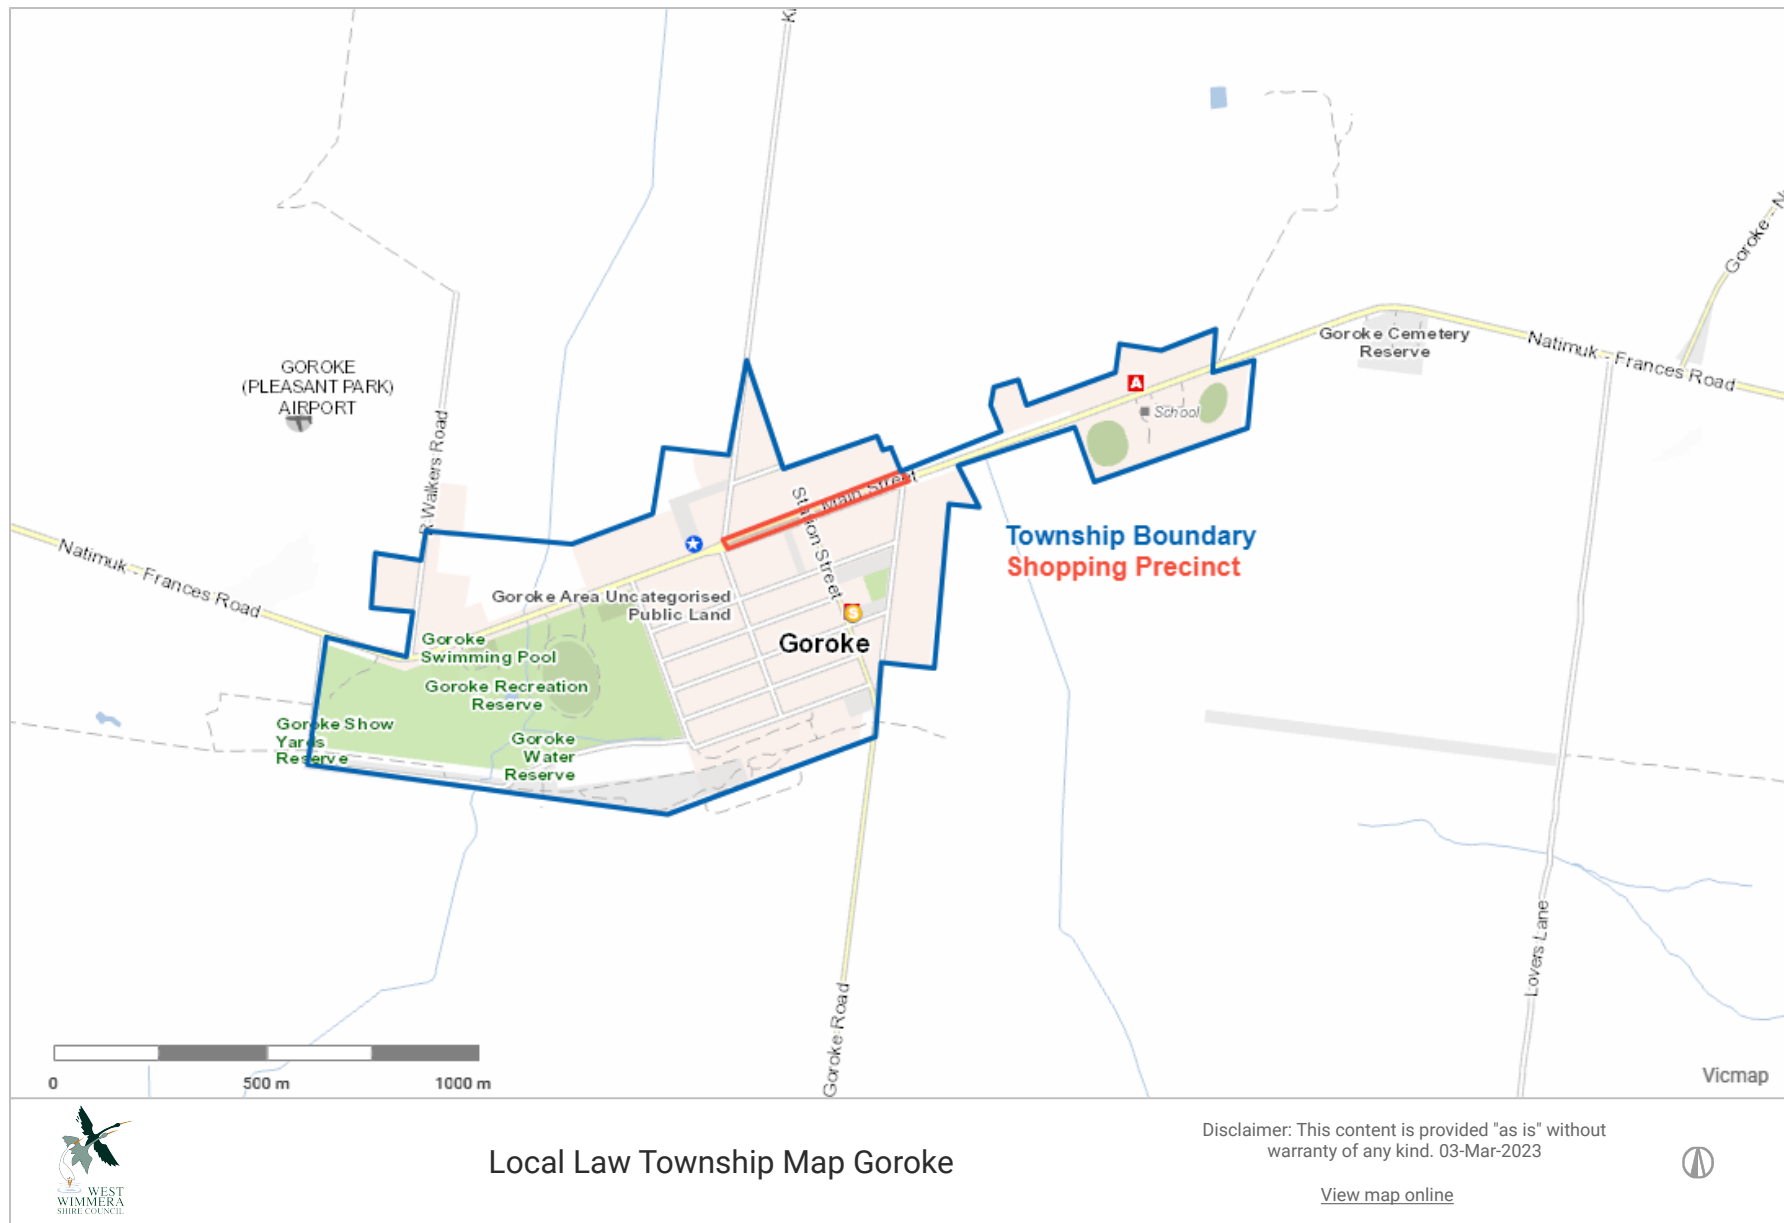 Ki
Goroke - N
GOROKE
(PLEASANT PARK)
AIRPORT
R Walkers Road
Natimuk - Frances Road
Goroke Cemetery
Reserve
Natimuk - Frances Road
A
School
Main Street
Station Street
Township Boundary
Shopping Precinct
Goroke Area Uncategorised
Public Land
S
Goroke
Goroke
Swimming Pool
Goroke Recreation
Reserve
Goroke Show
Yards
Reserve
Goroke
Water
Reserve
Goroke Road
Lovers Lane
0
500 m
1000 m
Vicmap
WEST
WIMMERA
SHIRE COUNCIL
Local Law Township Map Goroke
Disclaimer: This content is provided "as is" without
warranty of any kind. 03-Mar-2023
View map online